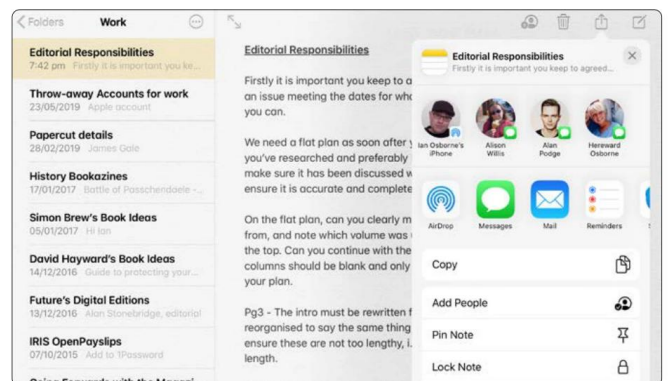 Folders
Work
Editorial Responsibilities
7:42 pm Firstly it is important you ke...
Throw-away Accounts for work
23/05/2019 Apple account
Papercut details
28/02/2019 James Gale
History Bookazines
17/01/2017 Battle of Passchendaele -...
Simon Brew's Book Ideas
05/01/2017 Hi Ian
David Hayward's Book Ideas
14/12/2016 Guide to protecting your...
Future's Digital Editions
13/12/2016 Alan Stonebridge, editorial
IRIS OpenPayslips
07/10/2015 Add to 1Password
Editorial Responsibilities
Firstly it is important you keep to a
an issue meeting the dates for who
you can.
We need a flat plan as soon after y
you've researched and preferably
make sure it has been discussed w
ensure it is accurate and complete
On the flat plan, can you clearly m
from, and note which volume was
the top. Can you continue with the
columns should be blank and only
your plan.
Pg3 - The intro must be rewritten f
reorganised to say the same thing
ensure these are not too lengthy, i.
length.
Editorial Responsibilities
Firstly it is important you keep to agreed...
Ian Osborne's
iPhone
Alison
Willis
Alan
Podge
Hereward
Osborne
AirDrop
Messages
Mail
Reminders
Copy
Add People
Pin Note
Lock Note